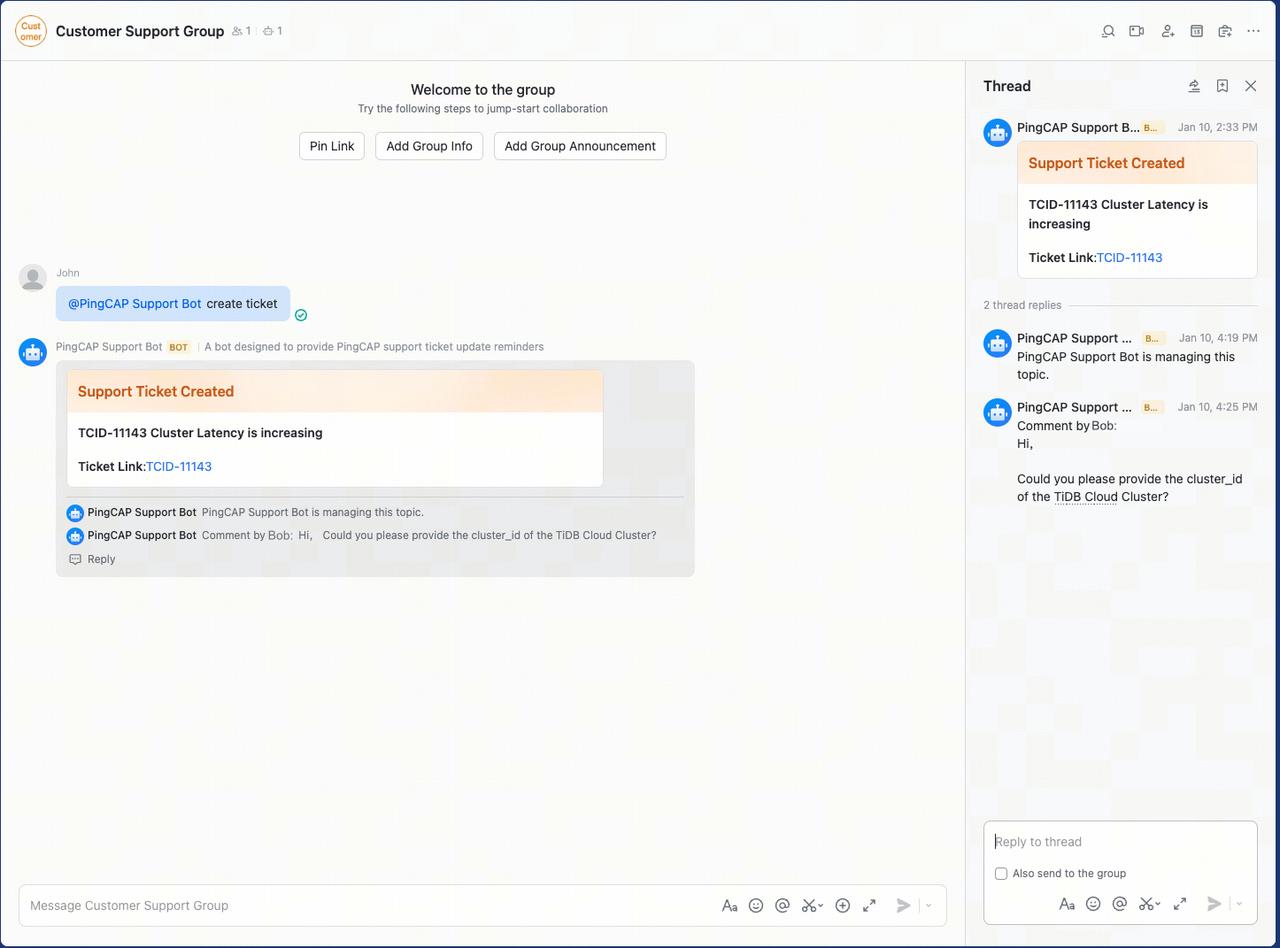 Cust
omer
Customer Support Group 1 1
Welcome to the group
Try the following steps to jump-start collaboration
Pin Link
Add Group Info
Add Group Announcement
John
@PingCAP Support Bot create ticket
PingCAP Support Bot BOT A bot designed to provide PingCAP support ticket update reminders
Support Ticket Created
TCID-11143 Cluster Latency is increasing
Ticket Link:TCID-11143
PingCAP Support Bot PingCAP Support Bot is managing this topic.
PingCAP Support Bot Comment by Bob: Hi, Could you please provide the cluster_id of the TiDB Cloud Cluster?
Reply
Message Customer Support Group
Aa
Thread
PingCAP Support B... B... Jan 10, 2:33 PM
Support Ticket Created
TCID-11143 Cluster Latency is
increasing
Ticket Link:TCID-11143
2 thread replies
PingCAP Support ... B... Jan 10, 4:19 PM
PingCAP Support Bot is managing this
topic.
PingCAP Support ... B... Jan 10, 4:25 PM
Comment by Bob:
Hi,
Could you please provide the cluster_id
of the TiDB Cloud Cluster?
Reply to thread
Also send to the group
Aa